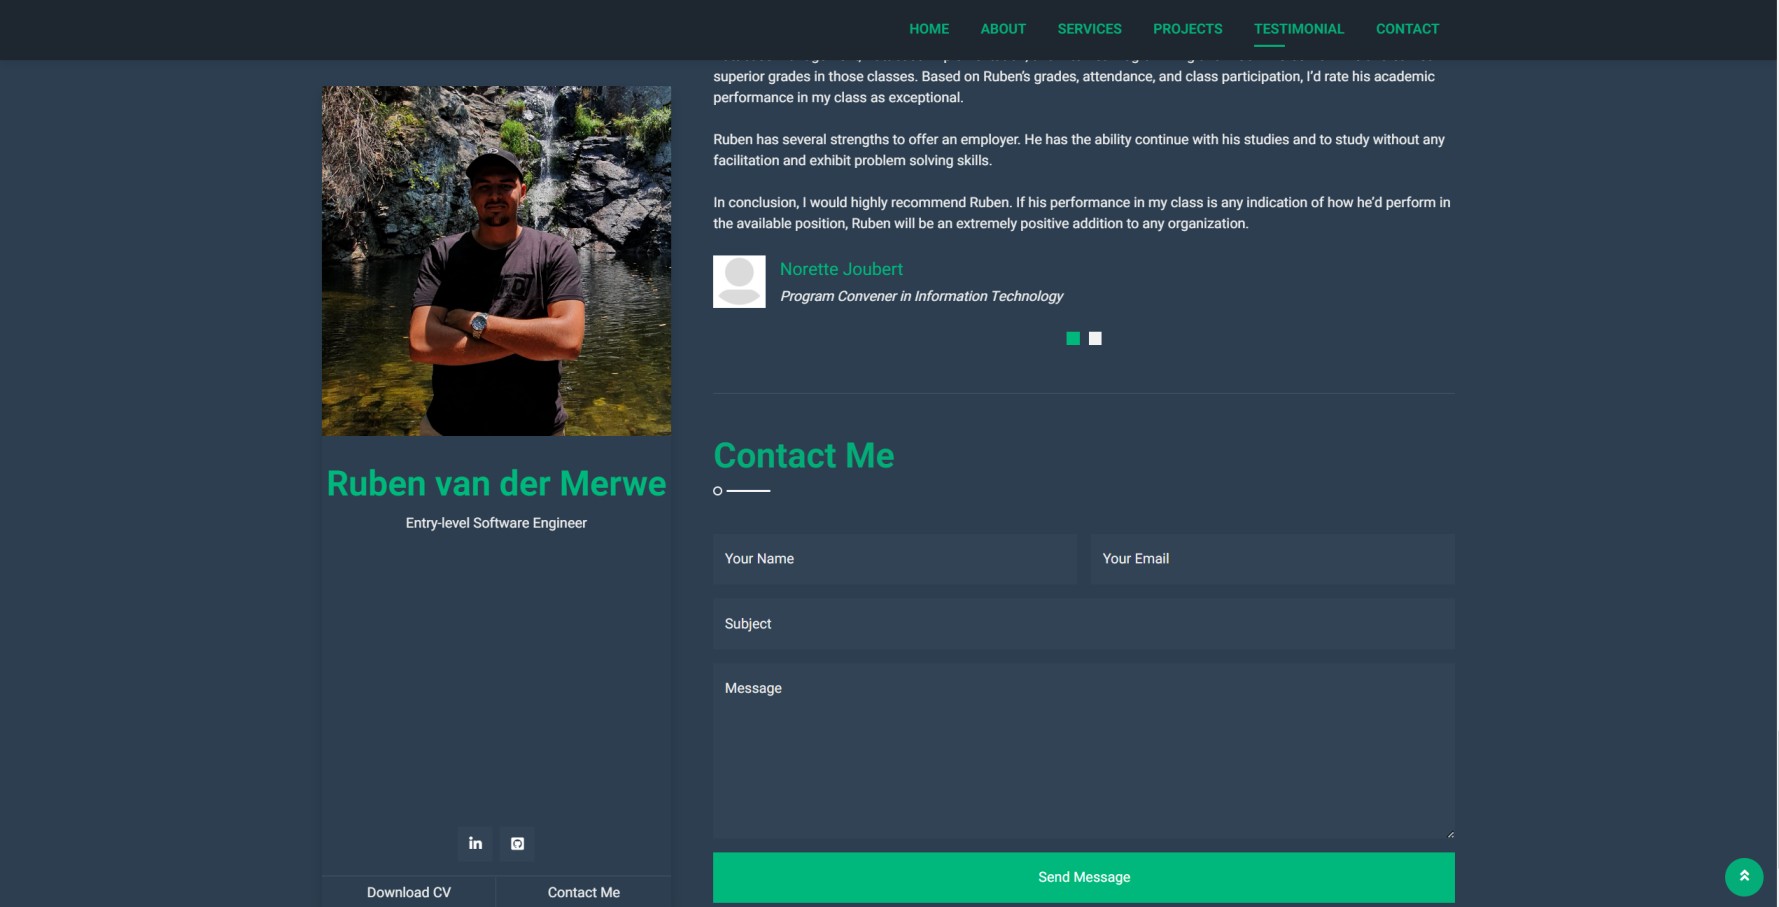 HOME ABOUT SERVICES PROJECTS TESTIMONIAL CONTACT
superior grades in those classes. Based on Ruben's grades, attendance, and class participation, I'd rate his academic
performance in my class as exceptional.
Ruben has several strengths to offer an employer. He has the ability continue with his studies and to study without any
facilitation and exhibit problem solving skills.
In conclusion, I would highly recommend Ruben. If his performance in my class is any indication of how he'd perform in
the available position, Ruben will be an extremely positive addition to any organization.
Norette Joubert
Program Convener in Information Technology
Ruben van der Merwe
Entry-level Software Engineer
in
Download CV
Contact Me
Contact Me
Your Name
Your Email
Subject
Message
Send Message